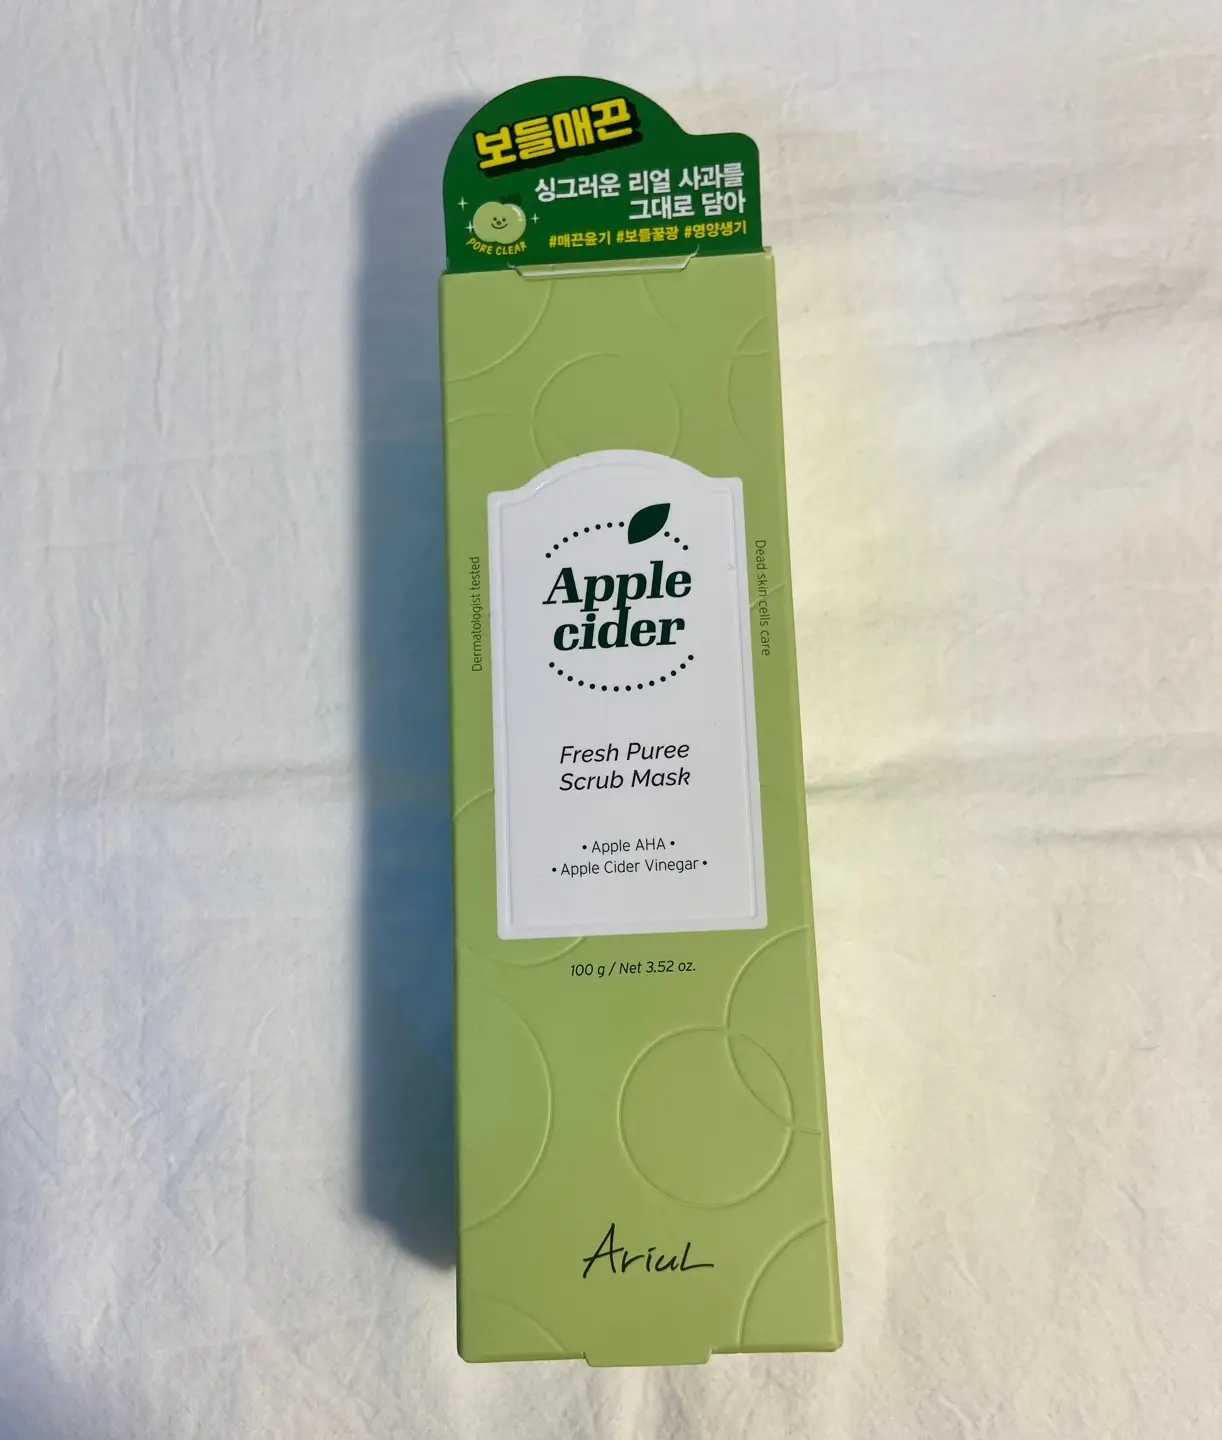 보들매끈
싱그러운 리얼 사과를
그대로 담아
PORE CLEAR
#매끈윤기 #보들꿀광 #영양생기
Apple
cider
Dermatologist tested
Dead skin cells care
Fresh Puree
Scrub Mask
• Apple AHA •
• Apple Cider Vinegar •
100 g / Net 3.52 oz.
Ariul